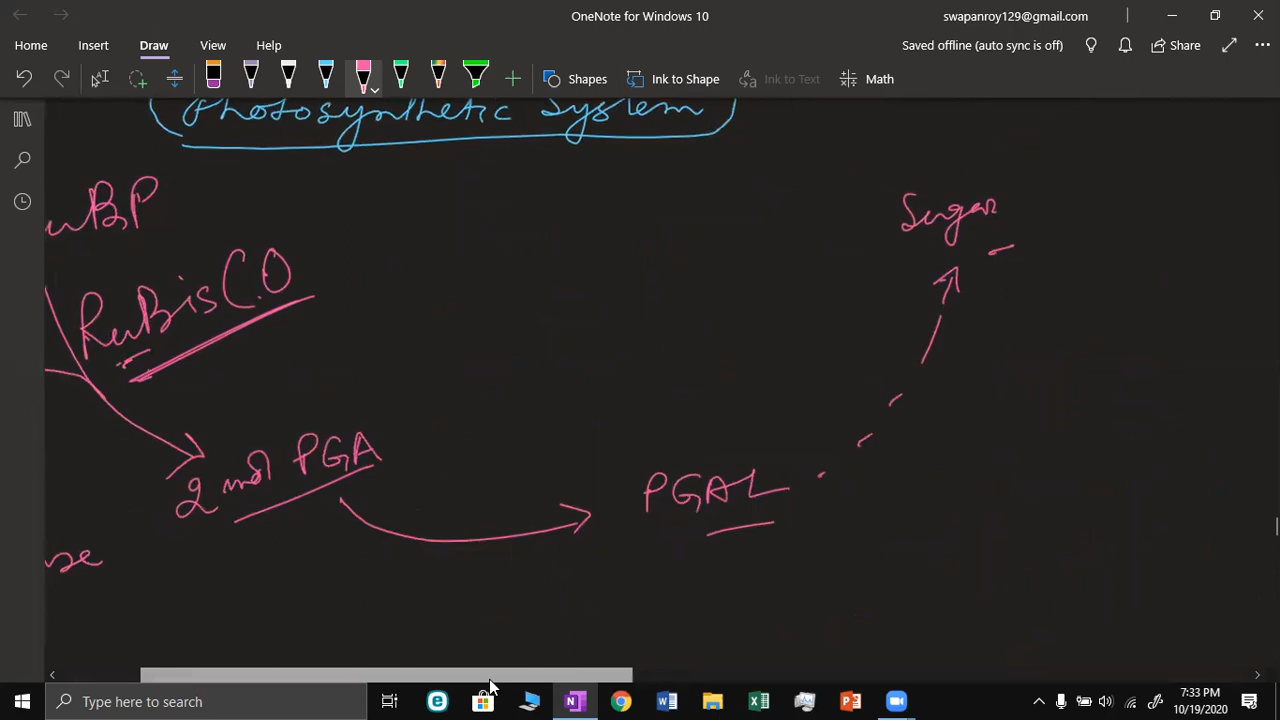 OneNote for Windows 10
swapanroy129@gmail.com
Home Insert Draw View Help
Saved offline (auto sync is off)
Share
Shapes
Ink to Shape
Ink to Text
Math
Photosynthetic System
uBP
Sugar
RuBisCO
2 mol PGA
PGAL
se
Type here to search
7:33 PM
10/19/2020